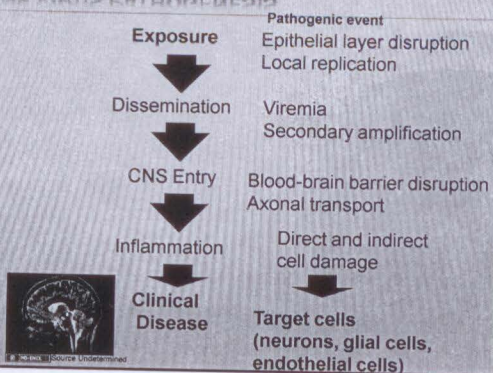 Pathogenic event
Exposure
Epithelial layer disruption
Local replication
Dissemination
Viremia
Secondary amplification
CNS Entry
Blood-brain barrier disruption
Axonal transport
Inflammation
Direct and indirect
cell damage
Clinical
Disease
Target cells
(neurons, glial cells,
endothelial cells)
Source Undetermined